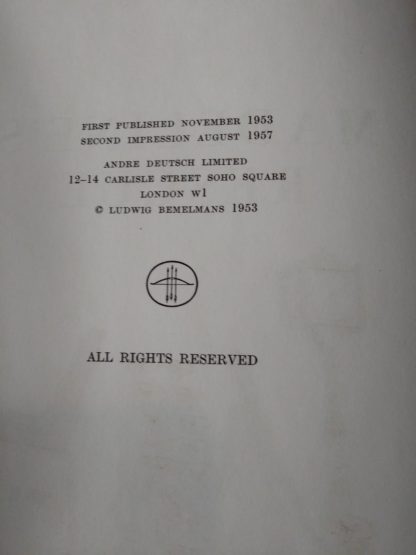 FIRST PUBLISHED NOVEMBER 1953
SECOND IMPRESSION AUGUST 1957
ANDRE DEUTSCH LIMITED
12–14 CARLISLE STREET SOHO SQUARE
LONDON W1
© LUDWIG BEMELMANS 1953
ALL RIGHTS RESERVED